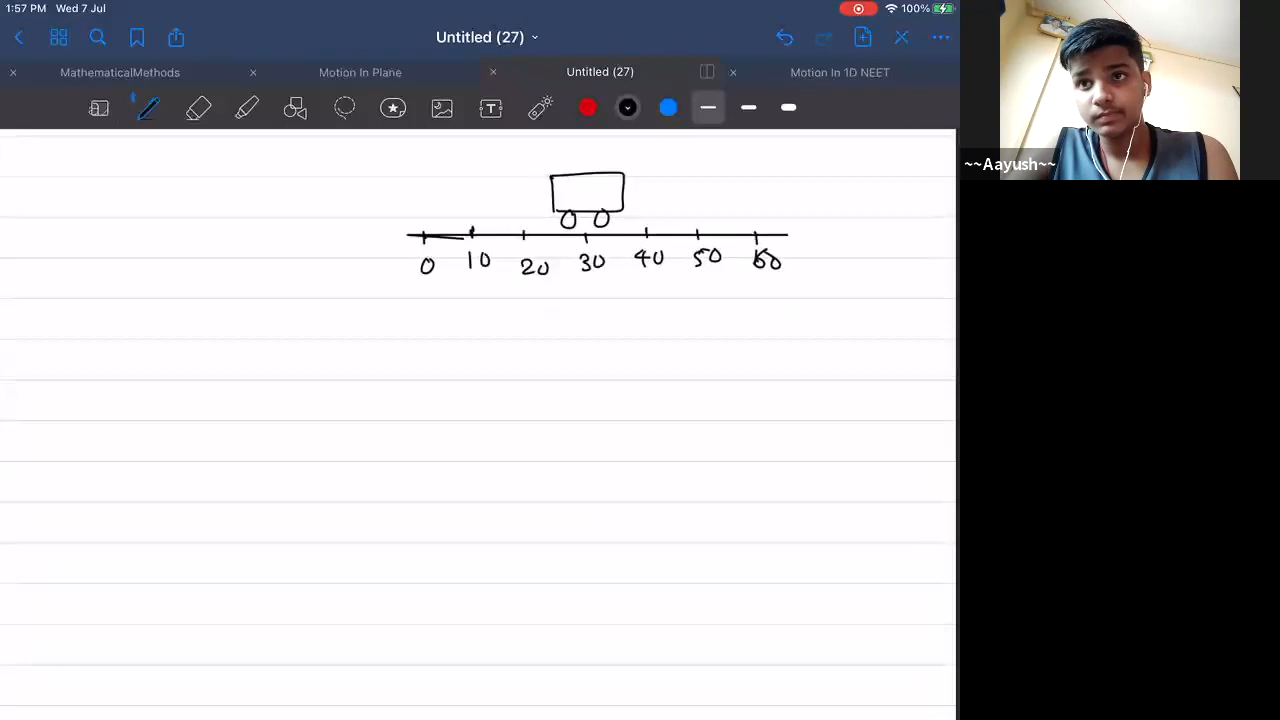 1:57 PM Wed 7 Jul
100%
Untitled (27)
MathematicalMethods
Motion In Plane
Untitled (27)
Motion In 1D NEET
T
~~Aayush~~
0 10 20 30 40 50 60